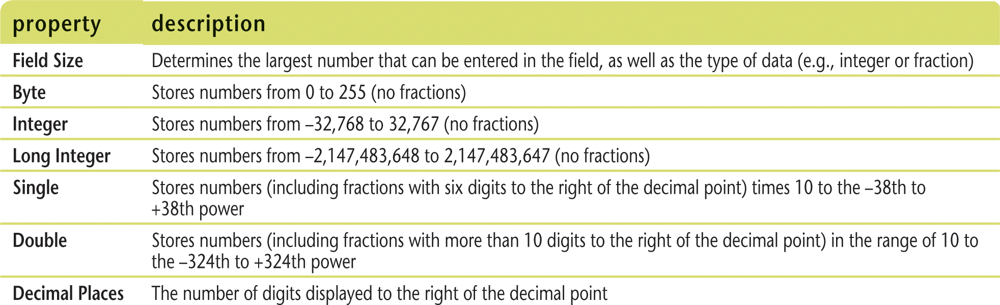 property description
Field Size Determines the largest number that can be entered in the field, as well as the type of data (e.g., integer or fraction)
Byte Stores numbers from 0 to 255 (no fractions)
Integer Stores numbers from –32,768 to 32,767 (no fractions)
Long Integer Stores numbers from –2,147,483,648 to 2,147,483,647 (no fractions)
Single Stores numbers (including fractions with six digits to the right of the decimal point) times 10 to the –38th to
+38th power
Double Stores numbers (including fractions with more than 10 digits to the right of the decimal point) in the range of 10 to
the –324th to +324th power
Decimal Places The number of digits displayed to the right of the decimal point